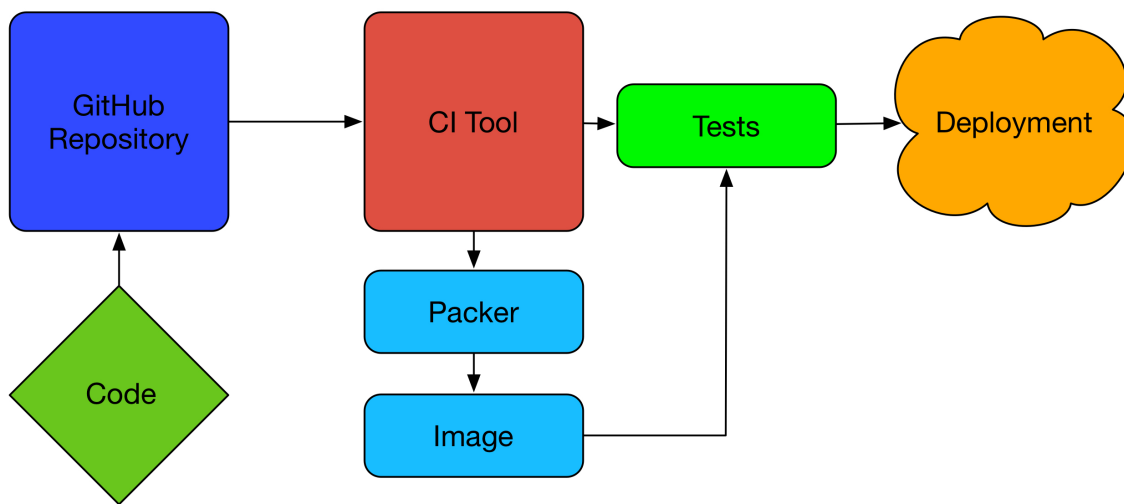 GitHub
Repository
CI Tool
Tests
Deployment
Packer
Code
Image